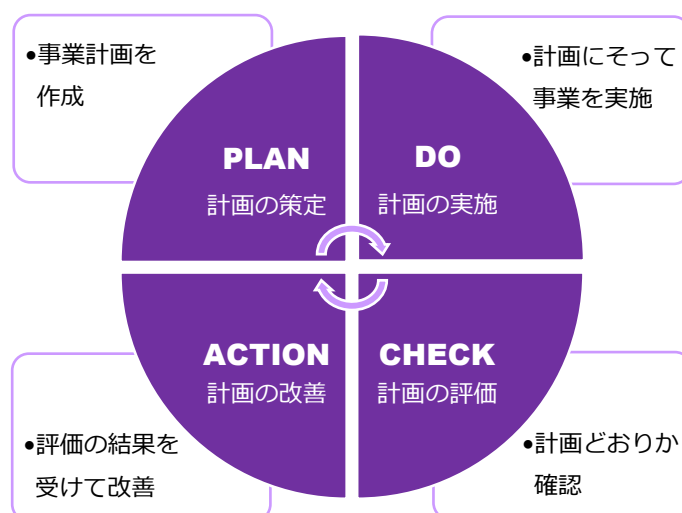 •事業計画を
作成
•計画にそって
事業を実施
PLAN
計画の策定
DO
計画の実施
ACTION
計画の改善
CHECK
計画の評価
•評価の結果を
受けて改善
•計画どおりか
確認